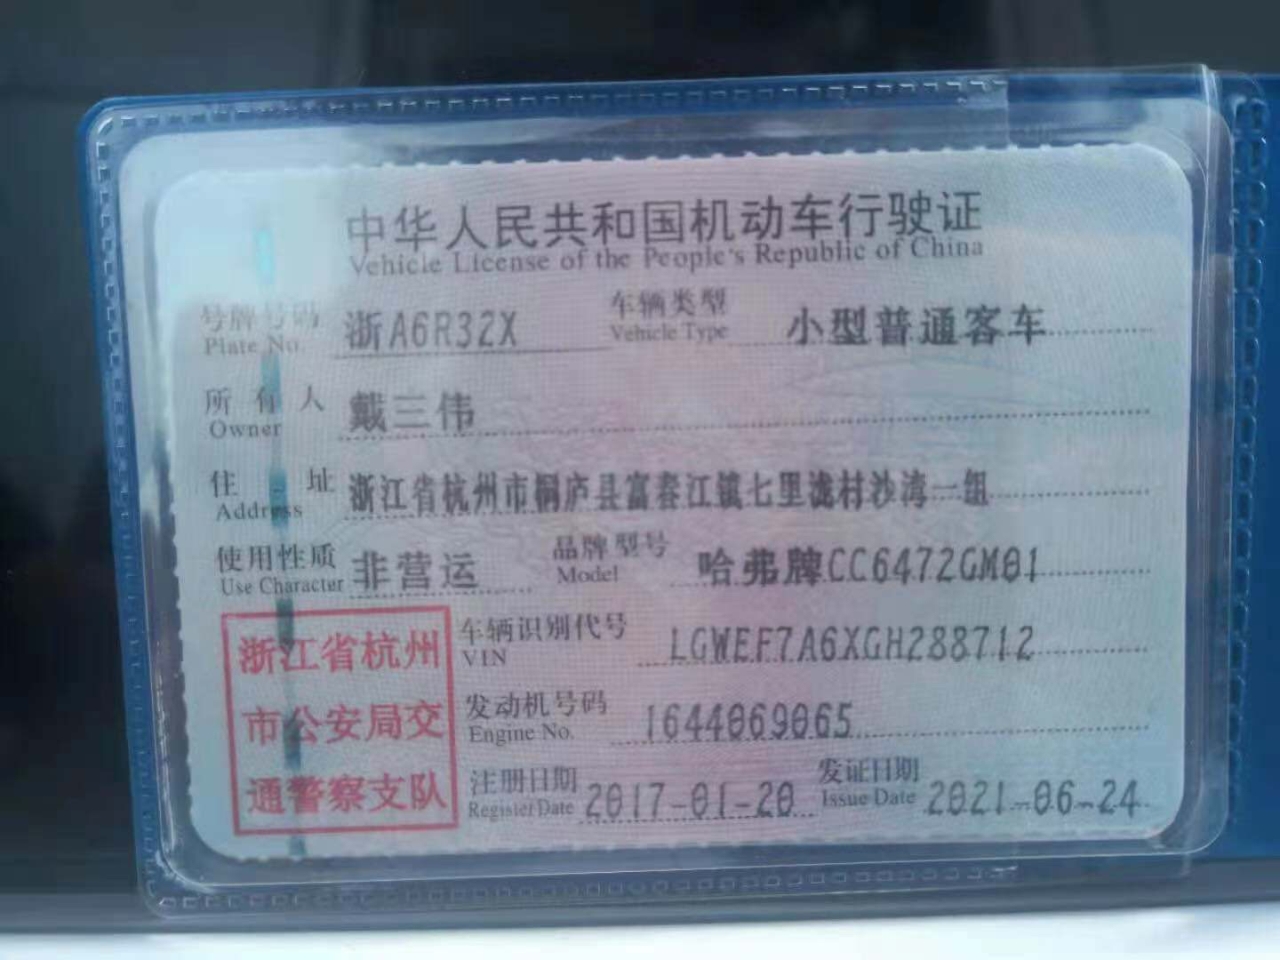 中华人民共和国机动车行驶证
Vehicle License of the People's Republic of China
号牌号码 浙A6R32X 车辆类型 小型普通客车
Plate No. Vehicle Type
所有人 戴三伟
Owner
住址 浙江省杭州市桐庐县富春江镇七里泷村沙湾一组
Address
使用性质 非营运 品牌型号 哈弗牌CC6472GM01
Use Character Model
车辆识别代号 LGWEF7A6XGH288712
VIN
发动机号码 1644069065
Engine No.
注册日期 2017-01-20 发证日期 2021-06-24
Register Date Issue Date
浙江省杭州
市公安局交
通警察支队